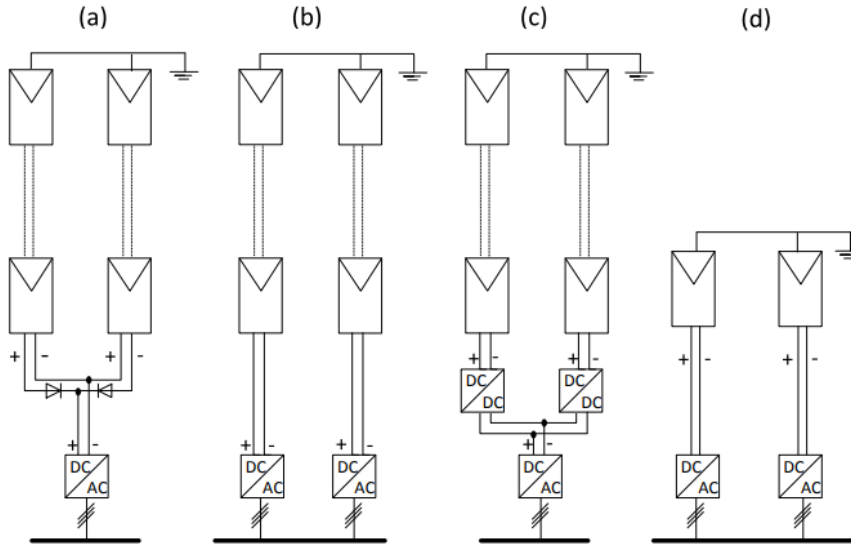 (a) (b) (c) (d)
+ - + -
+ -
DC
AC
+ - + -
DC
AC
DC
AC
+ - + -
DC
DC
DC
DC
+ -
DC
AC
+ - + -
DC
AC
DC
AC